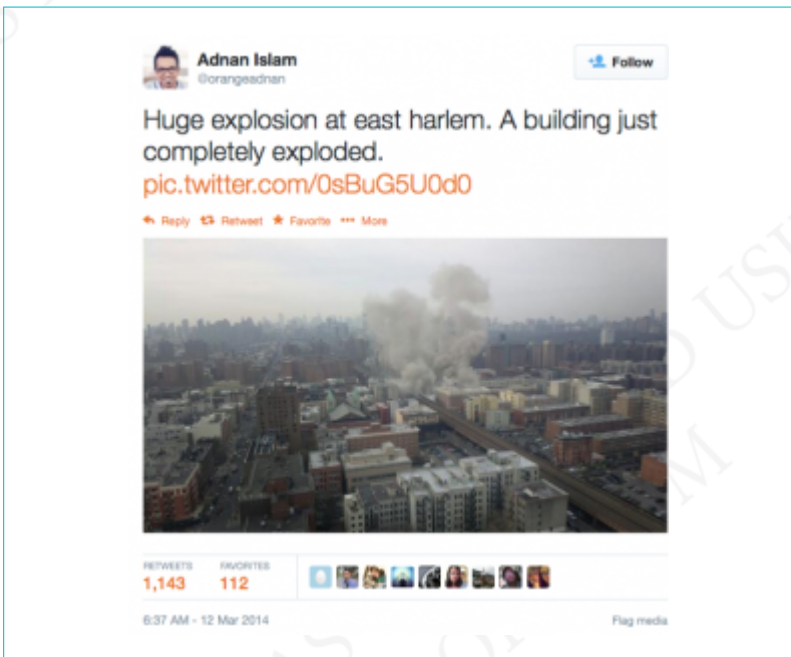 Adnan Islam
@orangeadnan
Follow
Huge explosion at east harlem. A building just
completely exploded.
pic.twitter.com/0sBuG5U0d0
Reply Retweet Favorite More
RETWEETS FAVORITES
1,143 112
6:37 AM - 12 Mar 2014 Flag media